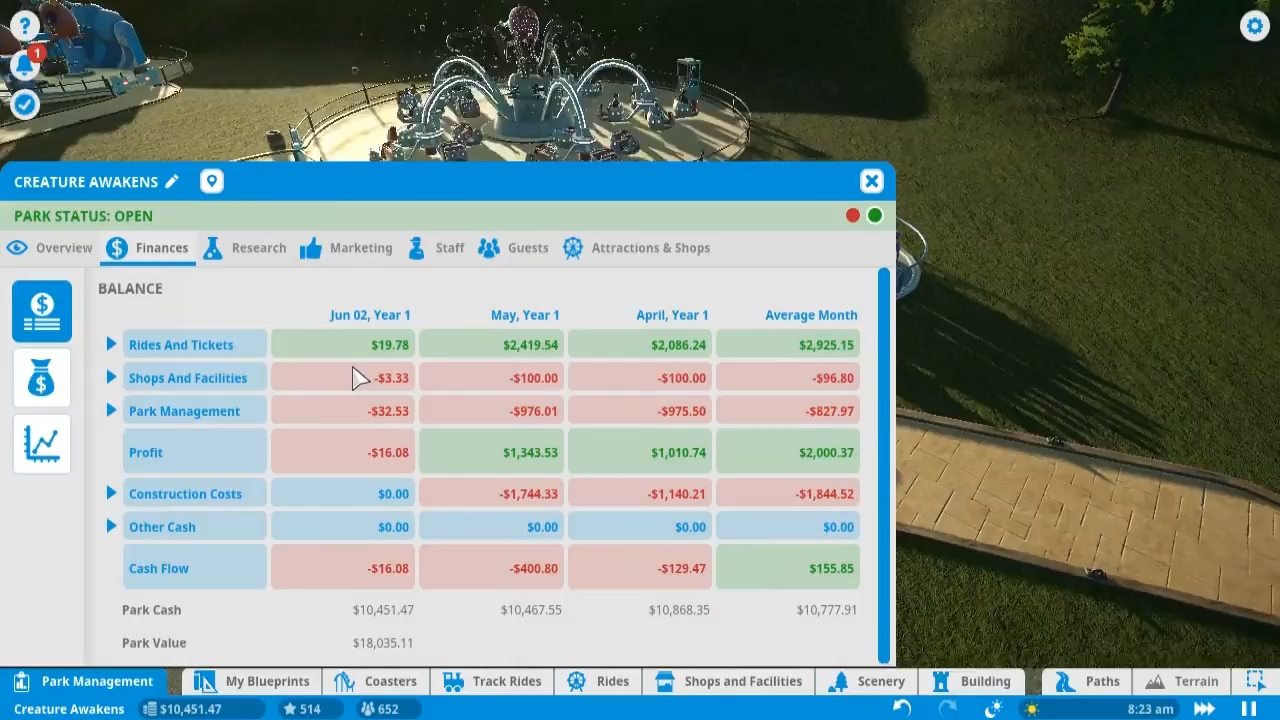 ?
1
CREATURE AWAKENS
PARK STATUS: OPEN
Overview Finances Research Marketing Staff Guests Attractions & Shops
BALANCE
Jun 02, Year 1 May, Year 1 April, Year 1 Average Month
Rides And Tickets $19.78 $2,419.54 $2,086.24 $2,925.15
Shops And Facilities -$3.33 -$100.00 -$100.00 -$96.80
Park Management -$32.53 -$976.01 -$975.50 -$827.97
Profit -$16.08 $1,343.53 $1,010.74 $2,000.37
Construction Costs $0.00 -$1,744.33 -$1,140.21 -$1,844.52
Other Cash $0.00 $0.00 $0.00 $0.00
Cash Flow -$16.08 -$400.80 -$129.47 $155.85
Park Cash $10,451.47 $10,467.55 $10,868.35 $10,777.91
Park Value $18,035.11
Park Management My Blueprints Coasters Track Rides Rides Shops and Facilities Scenery Building Paths Terrain
Creature Awakens $10,451.47 514 652 8:23 am